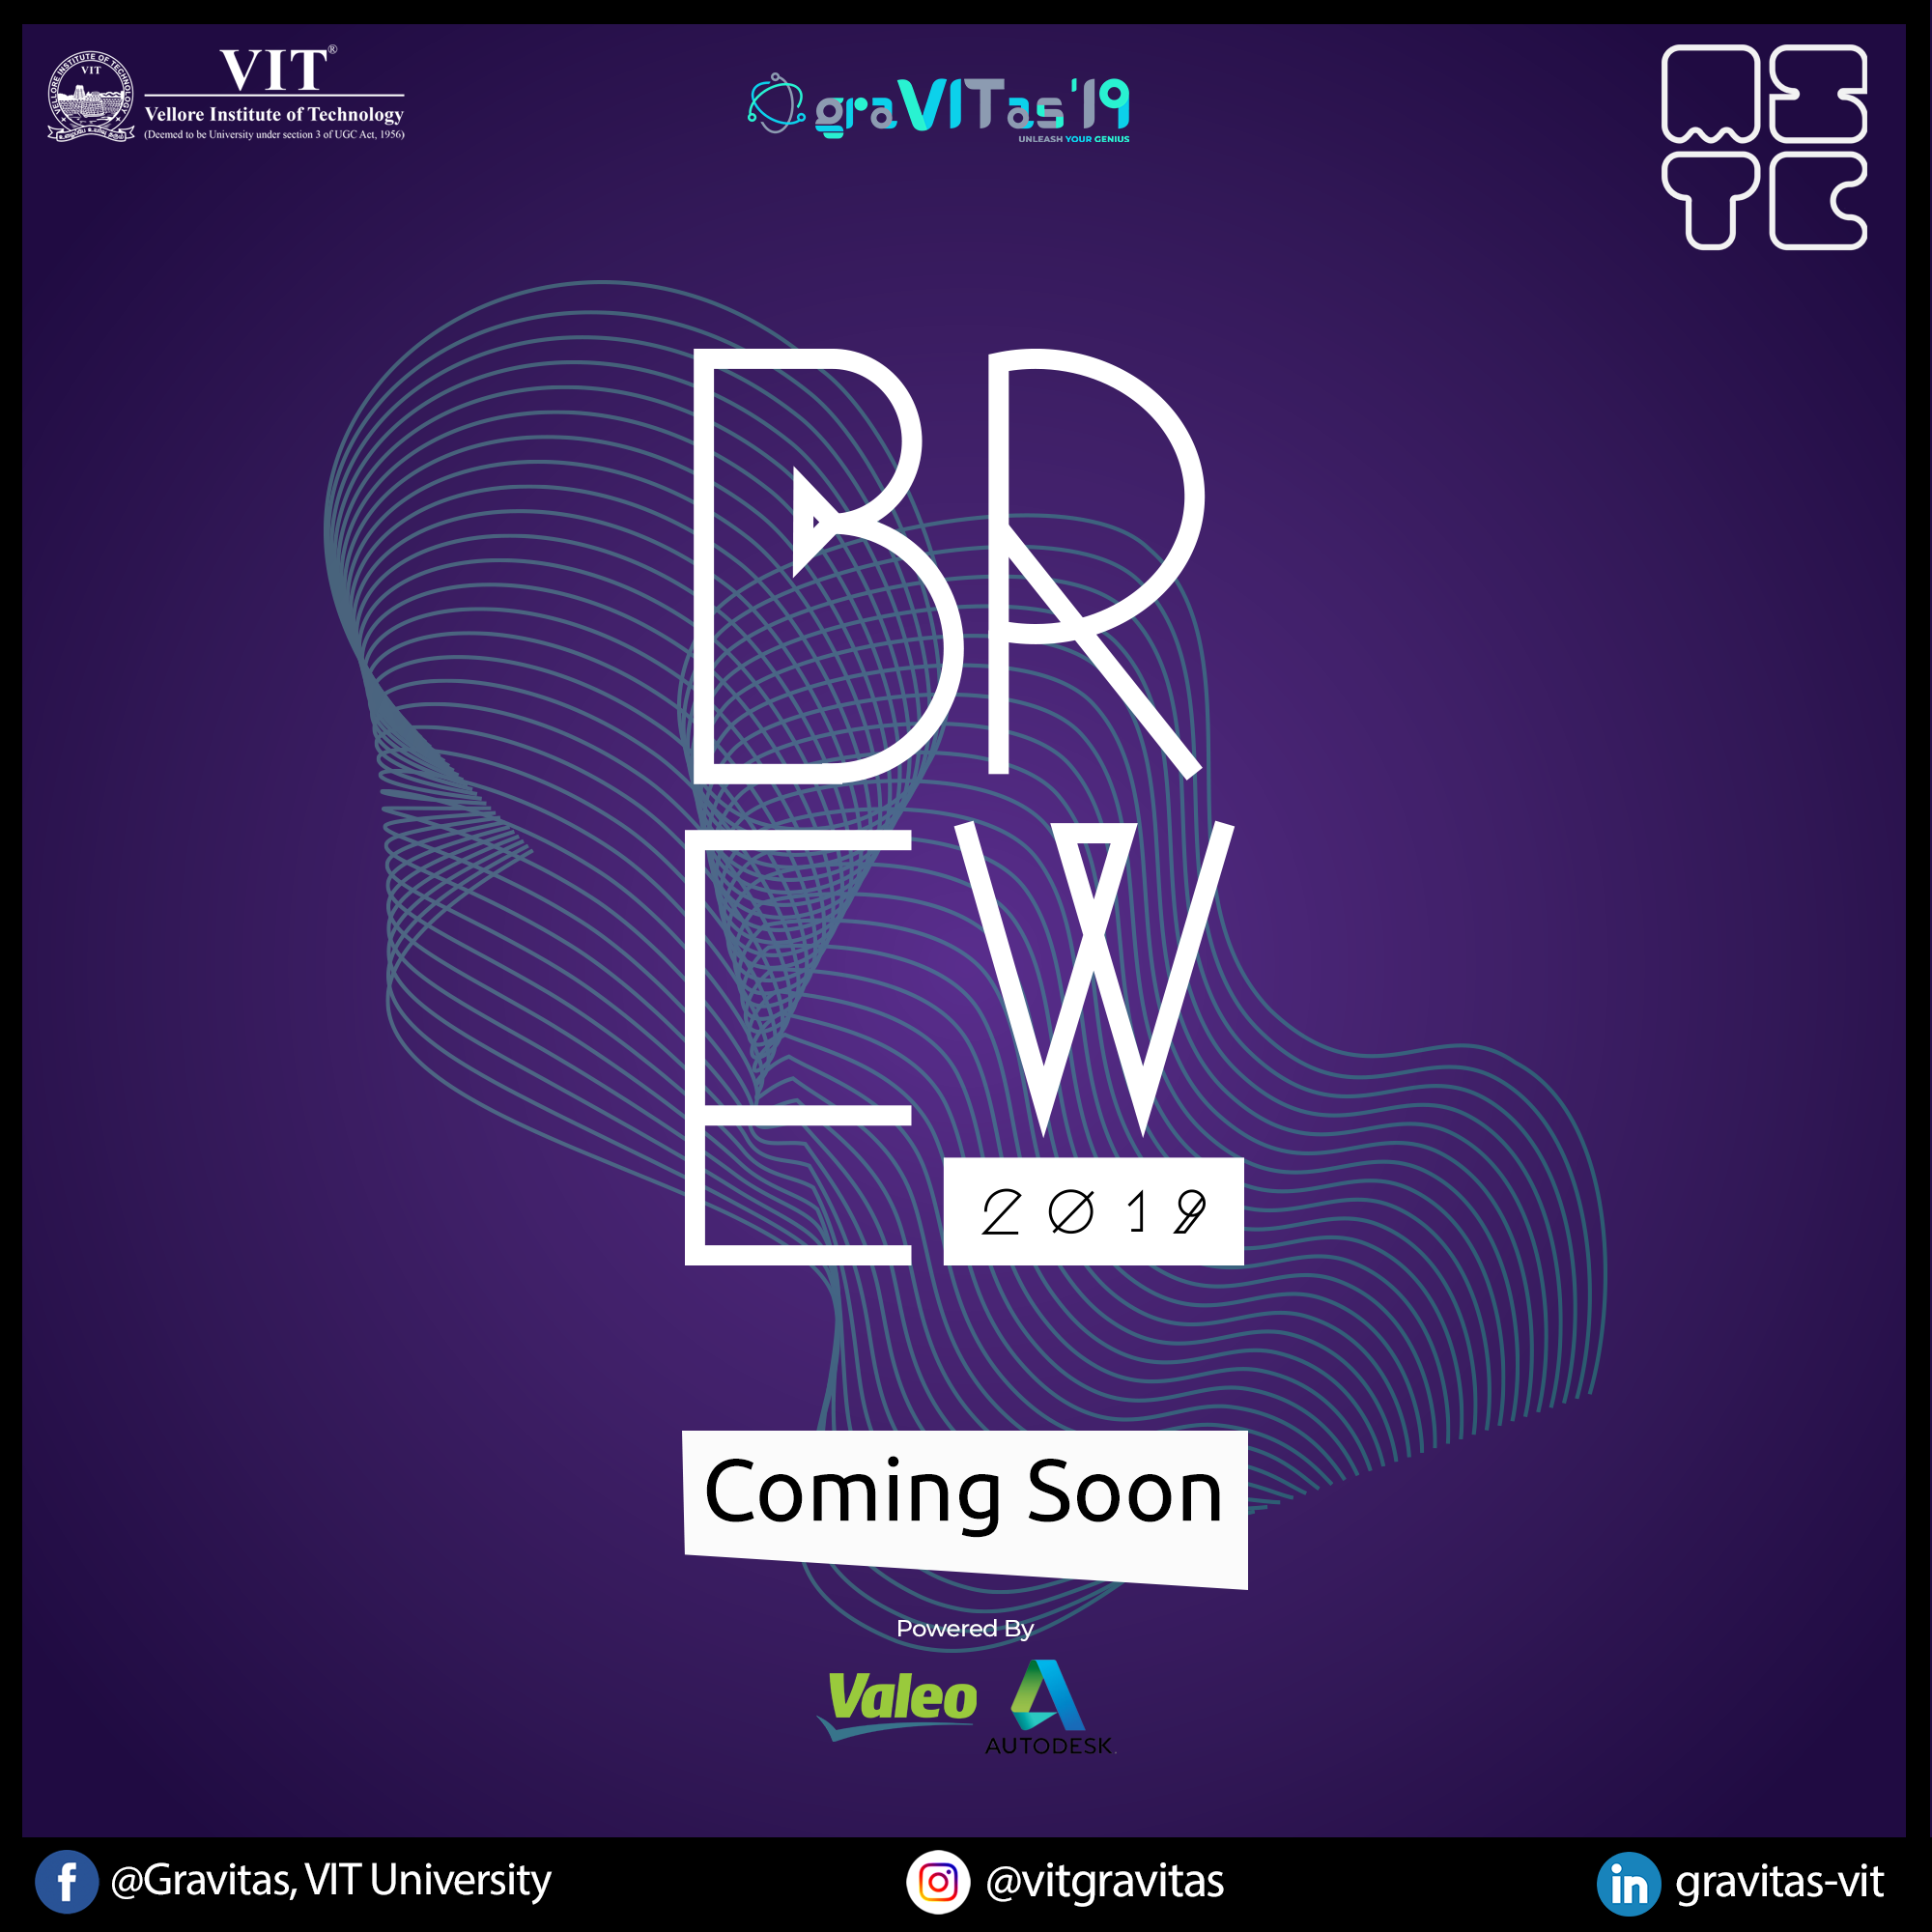 VIT®
Vellore Institute of Technology
(Deemed to be University under section 3 of UGC Act, 1956)
VELLORE INSTITUTE OF TECHNOLOGY
VIT
graVITas'19
UNLEASH YOUR GENIUS
BR
EW
2019
Coming Soon
Powered By
Valeo
AUTODESK.
@Gravitas, VIT University
@vitgravitas
in gravitas-vit